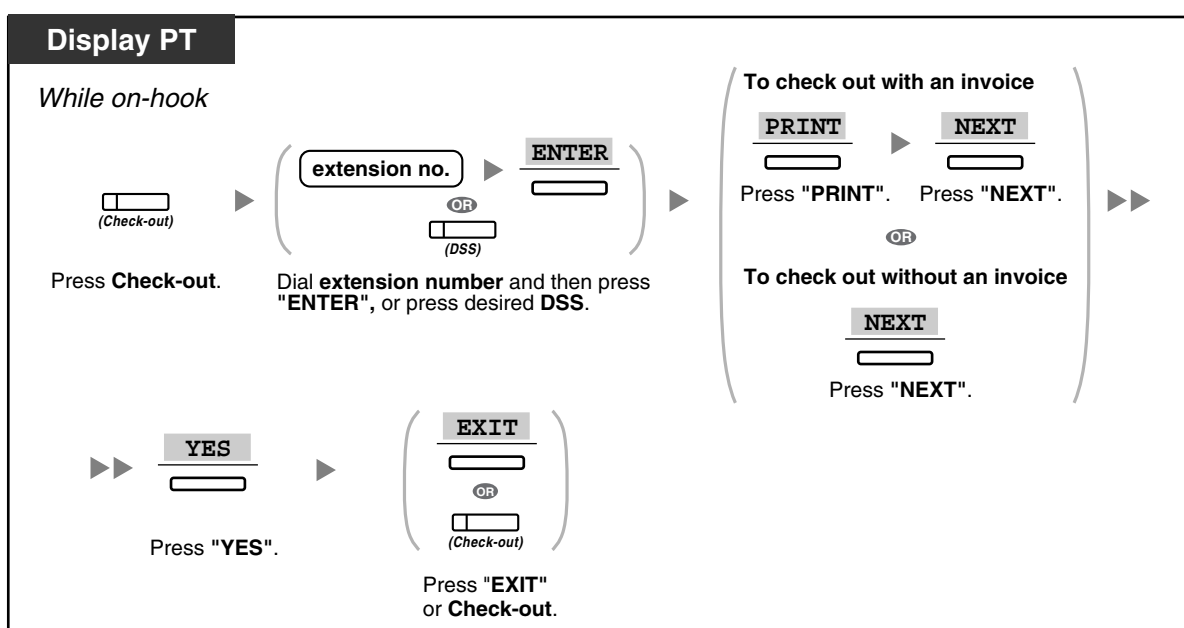 Display PT
While on-hook
(Check-out)
Press Check-out.
extension no.
ENTER
OR
(DSS)
Dial extension number and then press
"ENTER", or press desired DSS.
To check out with an invoice
PRINT
NEXT
Press "PRINT".
Press "NEXT".
OR
To check out without an invoice
NEXT
Press "NEXT".
YES
Press "YES".
EXIT
OR
(Check-out)
Press "EXIT"
or Check-out.